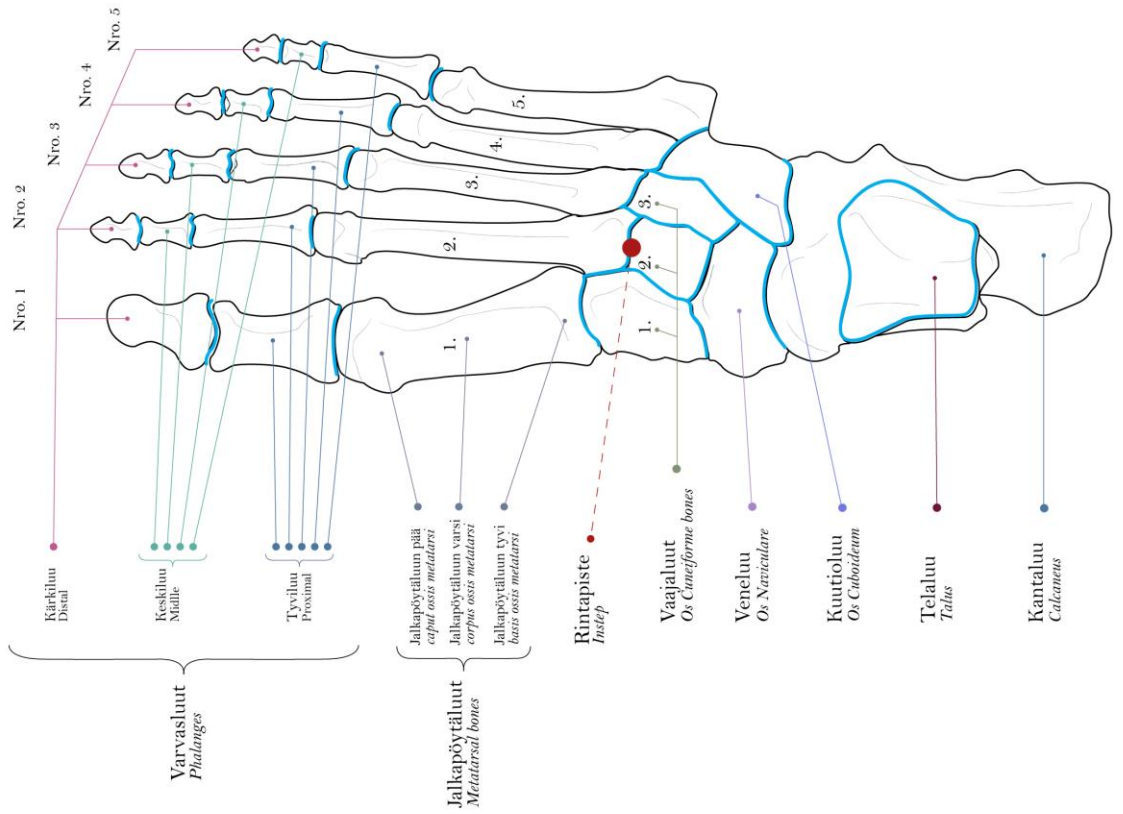 Nro. 1
Nro. 2
Nro. 3
Nro. 4
Nro. 5
Varvasluut
Phalanges
Kärkiluu
Distal
Keskiluu
Midlle
Tyviluu
Proximal
Jalkapöytäluut
Metatarsal bones
Jalkapöytäluun pää
caput ossis metatarsi
Jalkapöytäluun varsi
corpus ossis metatarsi
Jalkapöytäluun tyvi
basis ossis metatarsi
1.
2.
3.
4.
5.
Rintapiste
Instep
Vaajaluut
Os Cuneiforme bones
1.
2.
3.
Veneluu
Os Naviculare
Kuutioluu
Os Cuboideum
Telaluu
Talus
Kantaluu
Calcaneus